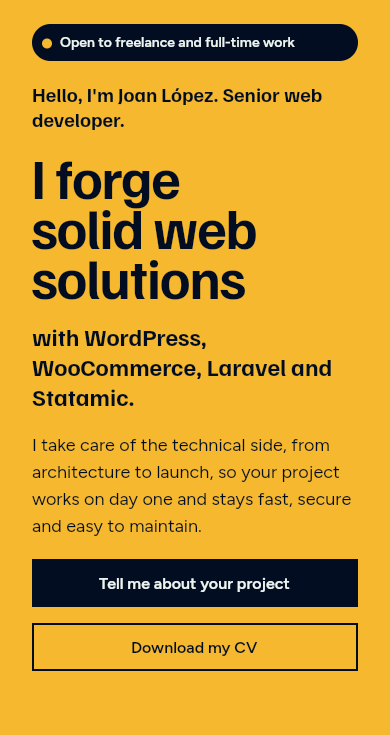 Open to freelance and full-time work
Hello, I'm Joan López. Senior web
developer.
I forge
solid web
solutions
with WordPress,
WooCommerce, Laravel and
Statamic.
I take care of the technical side, from
architecture to launch, so your project
works on day one and stays fast, secure
and easy to maintain.
Tell me about your project
Download my CV